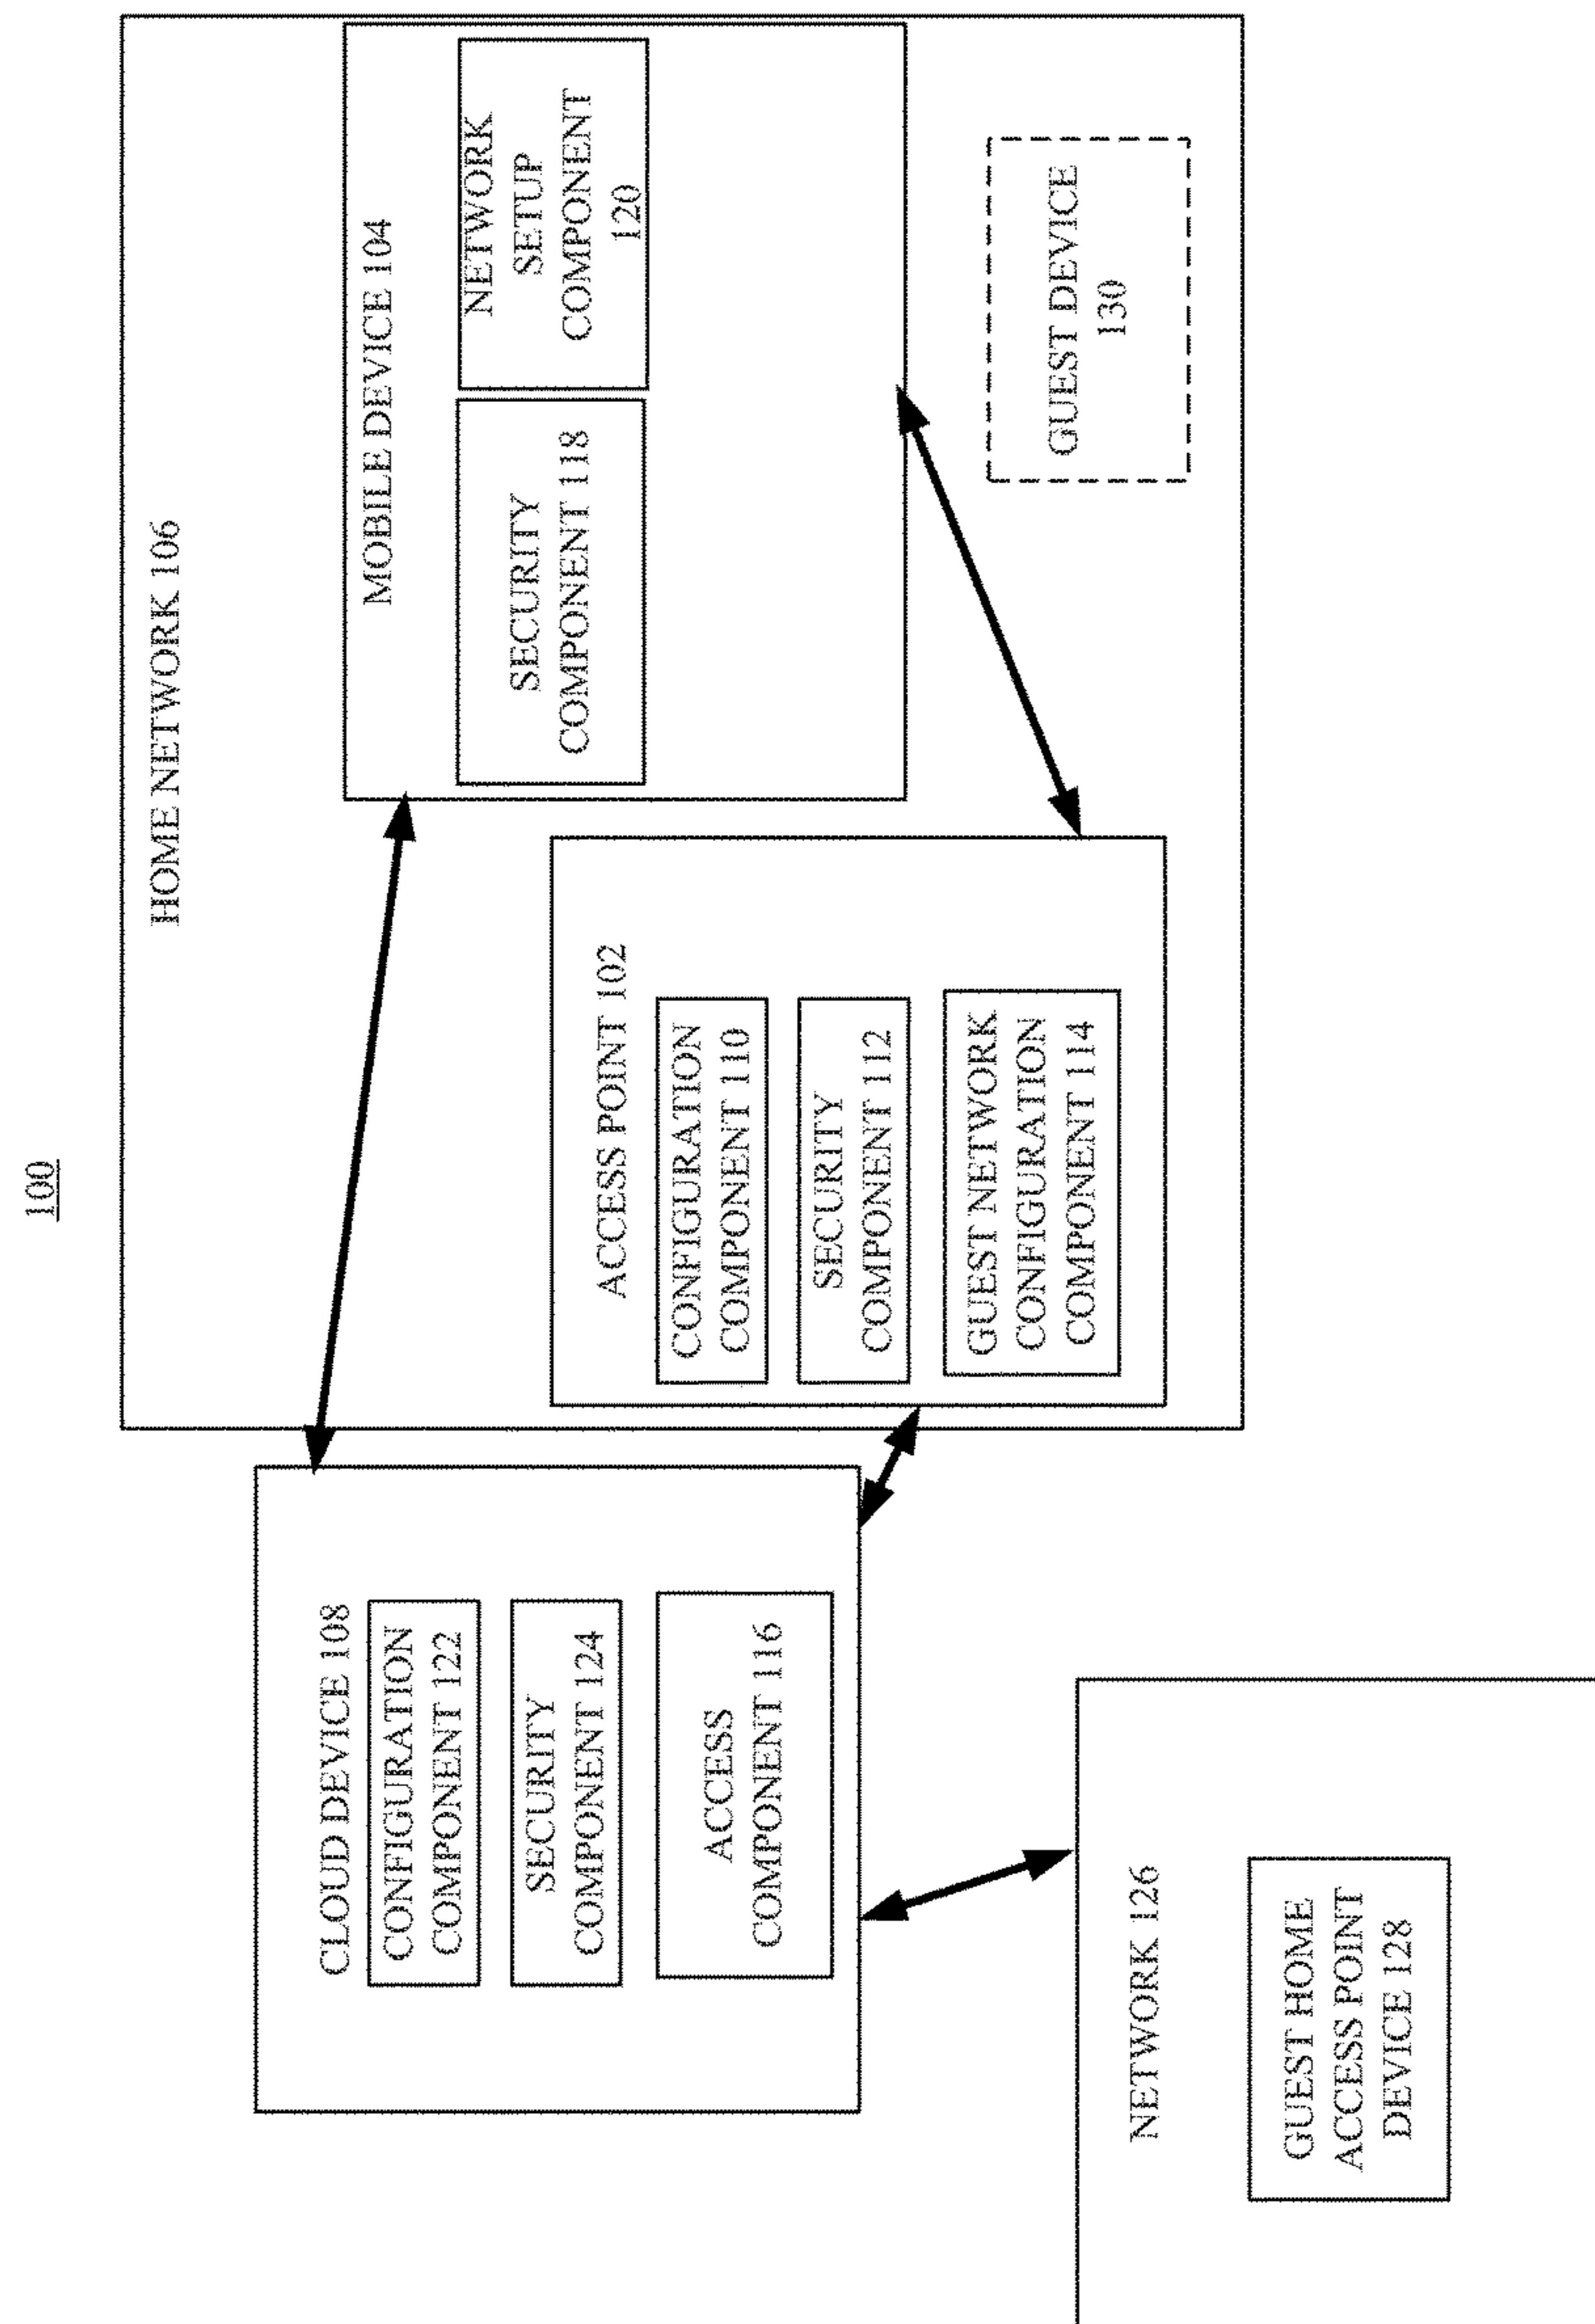 100
HOME NETWORK 106
MOBILE DEVICE 104
SECURITY
COMPONENT 118
NETWORK
SETUP
COMPONENT
120
GUEST DEVICE
130
ACCESS POINT 102
CONFIGURATION
COMPONENT 110
SECURITY
COMPONENT 112
GUEST NETWORK
CONFIGURATION
COMPONENT 114
CLOUD DEVICE 108
CONFIGURATION
COMPONENT 122
SECURITY
COMPONENT 124
ACCESS
COMPONENT 116
NETWORK 126
GUEST HOME
ACCESS POINT
DEVICE 128